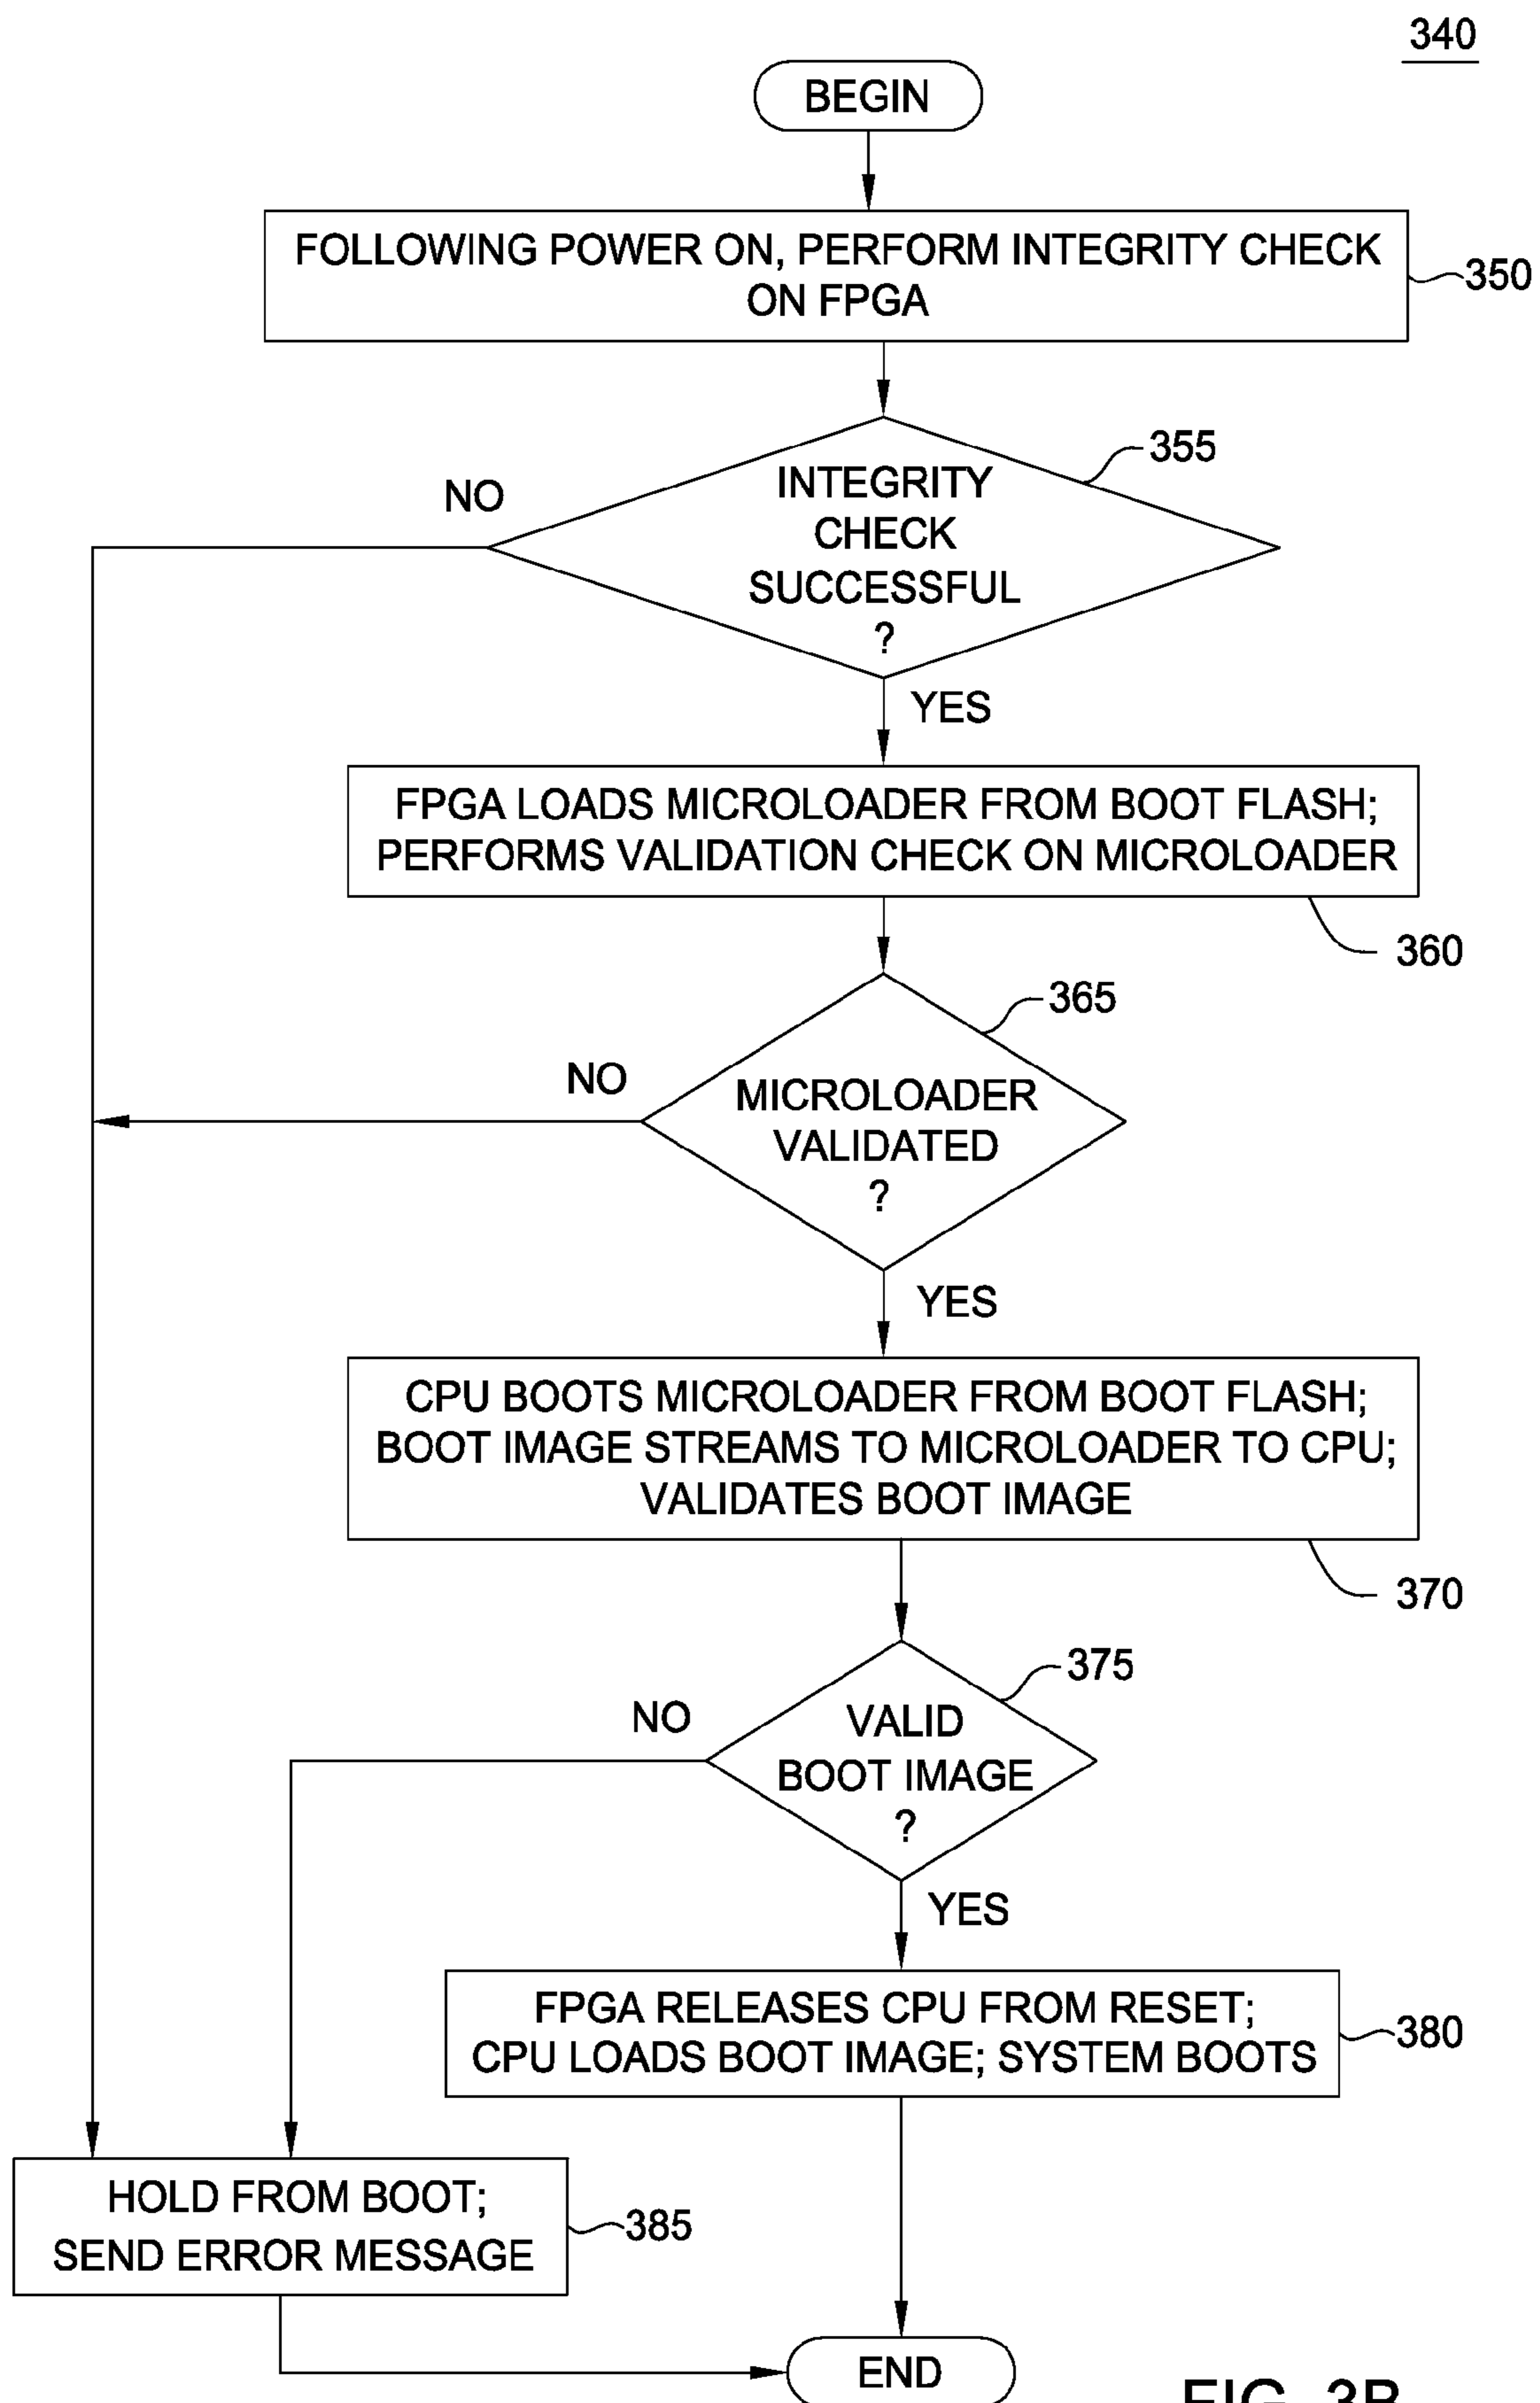 340
BEGIN
FOLLOWING POWER ON, PERFORM INTEGRITY CHECK
ON FPGA
350
355
INTEGRITY
CHECK
SUCCESSFUL
?
NO
YES
FPGA LOADS MICROLOADER FROM BOOT FLASH;
PERFORMS VALIDATION CHECK ON MICROLOADER
360
365
MICROLOADER
VALIDATED
?
NO
YES
CPU BOOTS MICROLOADER FROM BOOT FLASH;
BOOT IMAGE STREAMS TO MICROLOADER TO CPU;
VALIDATES BOOT IMAGE
370
375
VALID
BOOT IMAGE
?
NO
YES
FPGA RELEASES CPU FROM RESET;
CPU LOADS BOOT IMAGE; SYSTEM BOOTS
380
HOLD FROM BOOT;
SEND ERROR MESSAGE
385
END
FIG. 3B